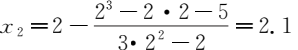 x₂ = 2 − (2³ − 2 • 2 − 5) / (3• 2² − 2) = 2.1